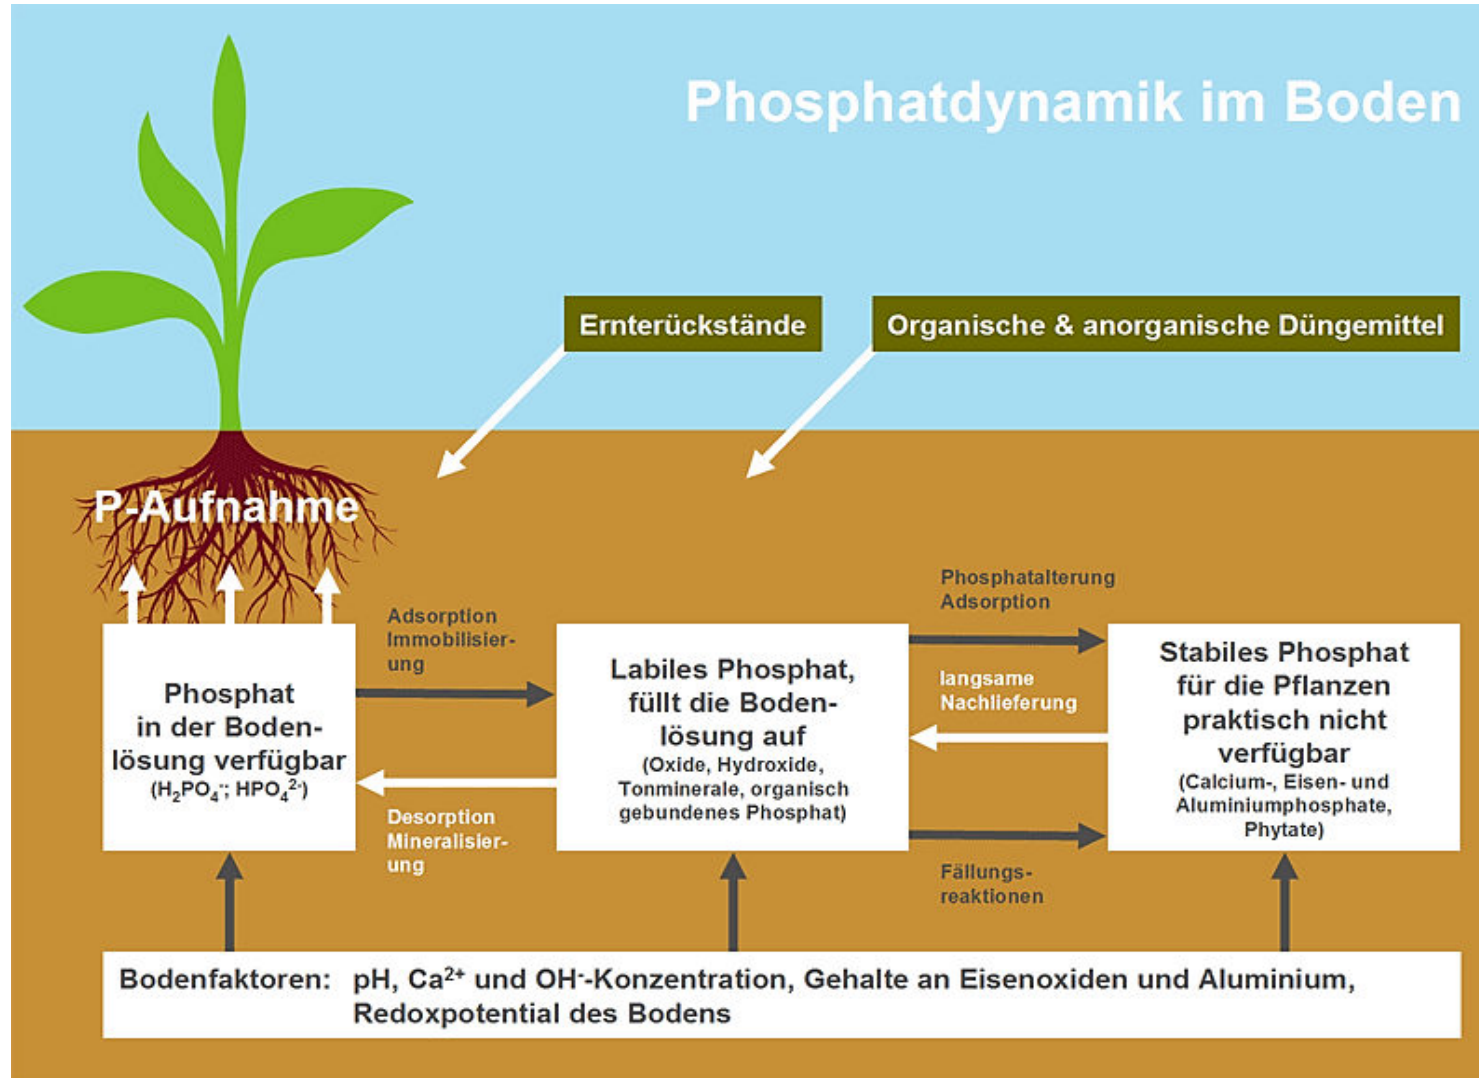 Phosphatdynamik im Boden
Ernterückstände
Organische & anorganische Düngemittel
P-Aufnahme
Adsorption
Immobilisier-
ung
Phosphatalterung
Adsorption
Phosphat
in der Boden-
lösung verfügbar
(H₂PO₄⁻; HPO₄²⁻)
Labiles Phosphat,
füllt die Boden-
lösung auf
(Oxide, Hydroxide,
Tonminerale, organisch
gebundenes Phosphat)
langsame
Nachlieferung
Stabiles Phosphat
für die Pflanzen
praktisch nicht
verfügbar
(Calcium-, Eisen- und
Aluminiumphosphate,
Phytate)
Desorption
Mineralisier-
ung
Fällungs-
reaktionen
Bodenfaktoren: pH, Ca²⁺ und OH⁻-Konzentration, Gehalte an Eisenoxiden und Aluminium,
Redoxpotential des Bodens